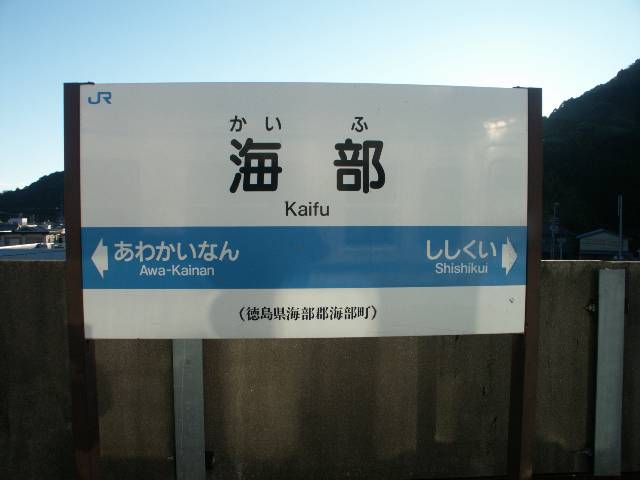 JR
かいふ
海部
Kaifu
あわかいなん ししくい
Awa-Kainan Shishikui
(徳島県海部郡海部町)